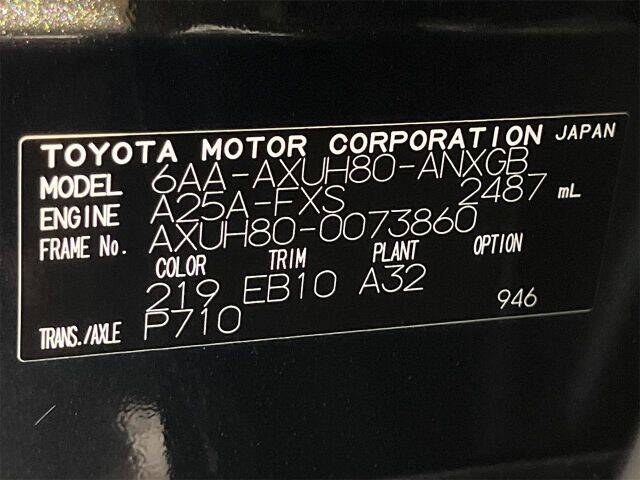 TOYOTA MOTOR CORPORATION JAPAN
MODEL 6AA-AXUH80-ANXGB
ENGINE A25A-FXS 2487 mL
FRAME No. AXUH80-0073860
COLOR TRIM PLANT OPTION
219 EB10 A32
TRANS./AXLE P710 946